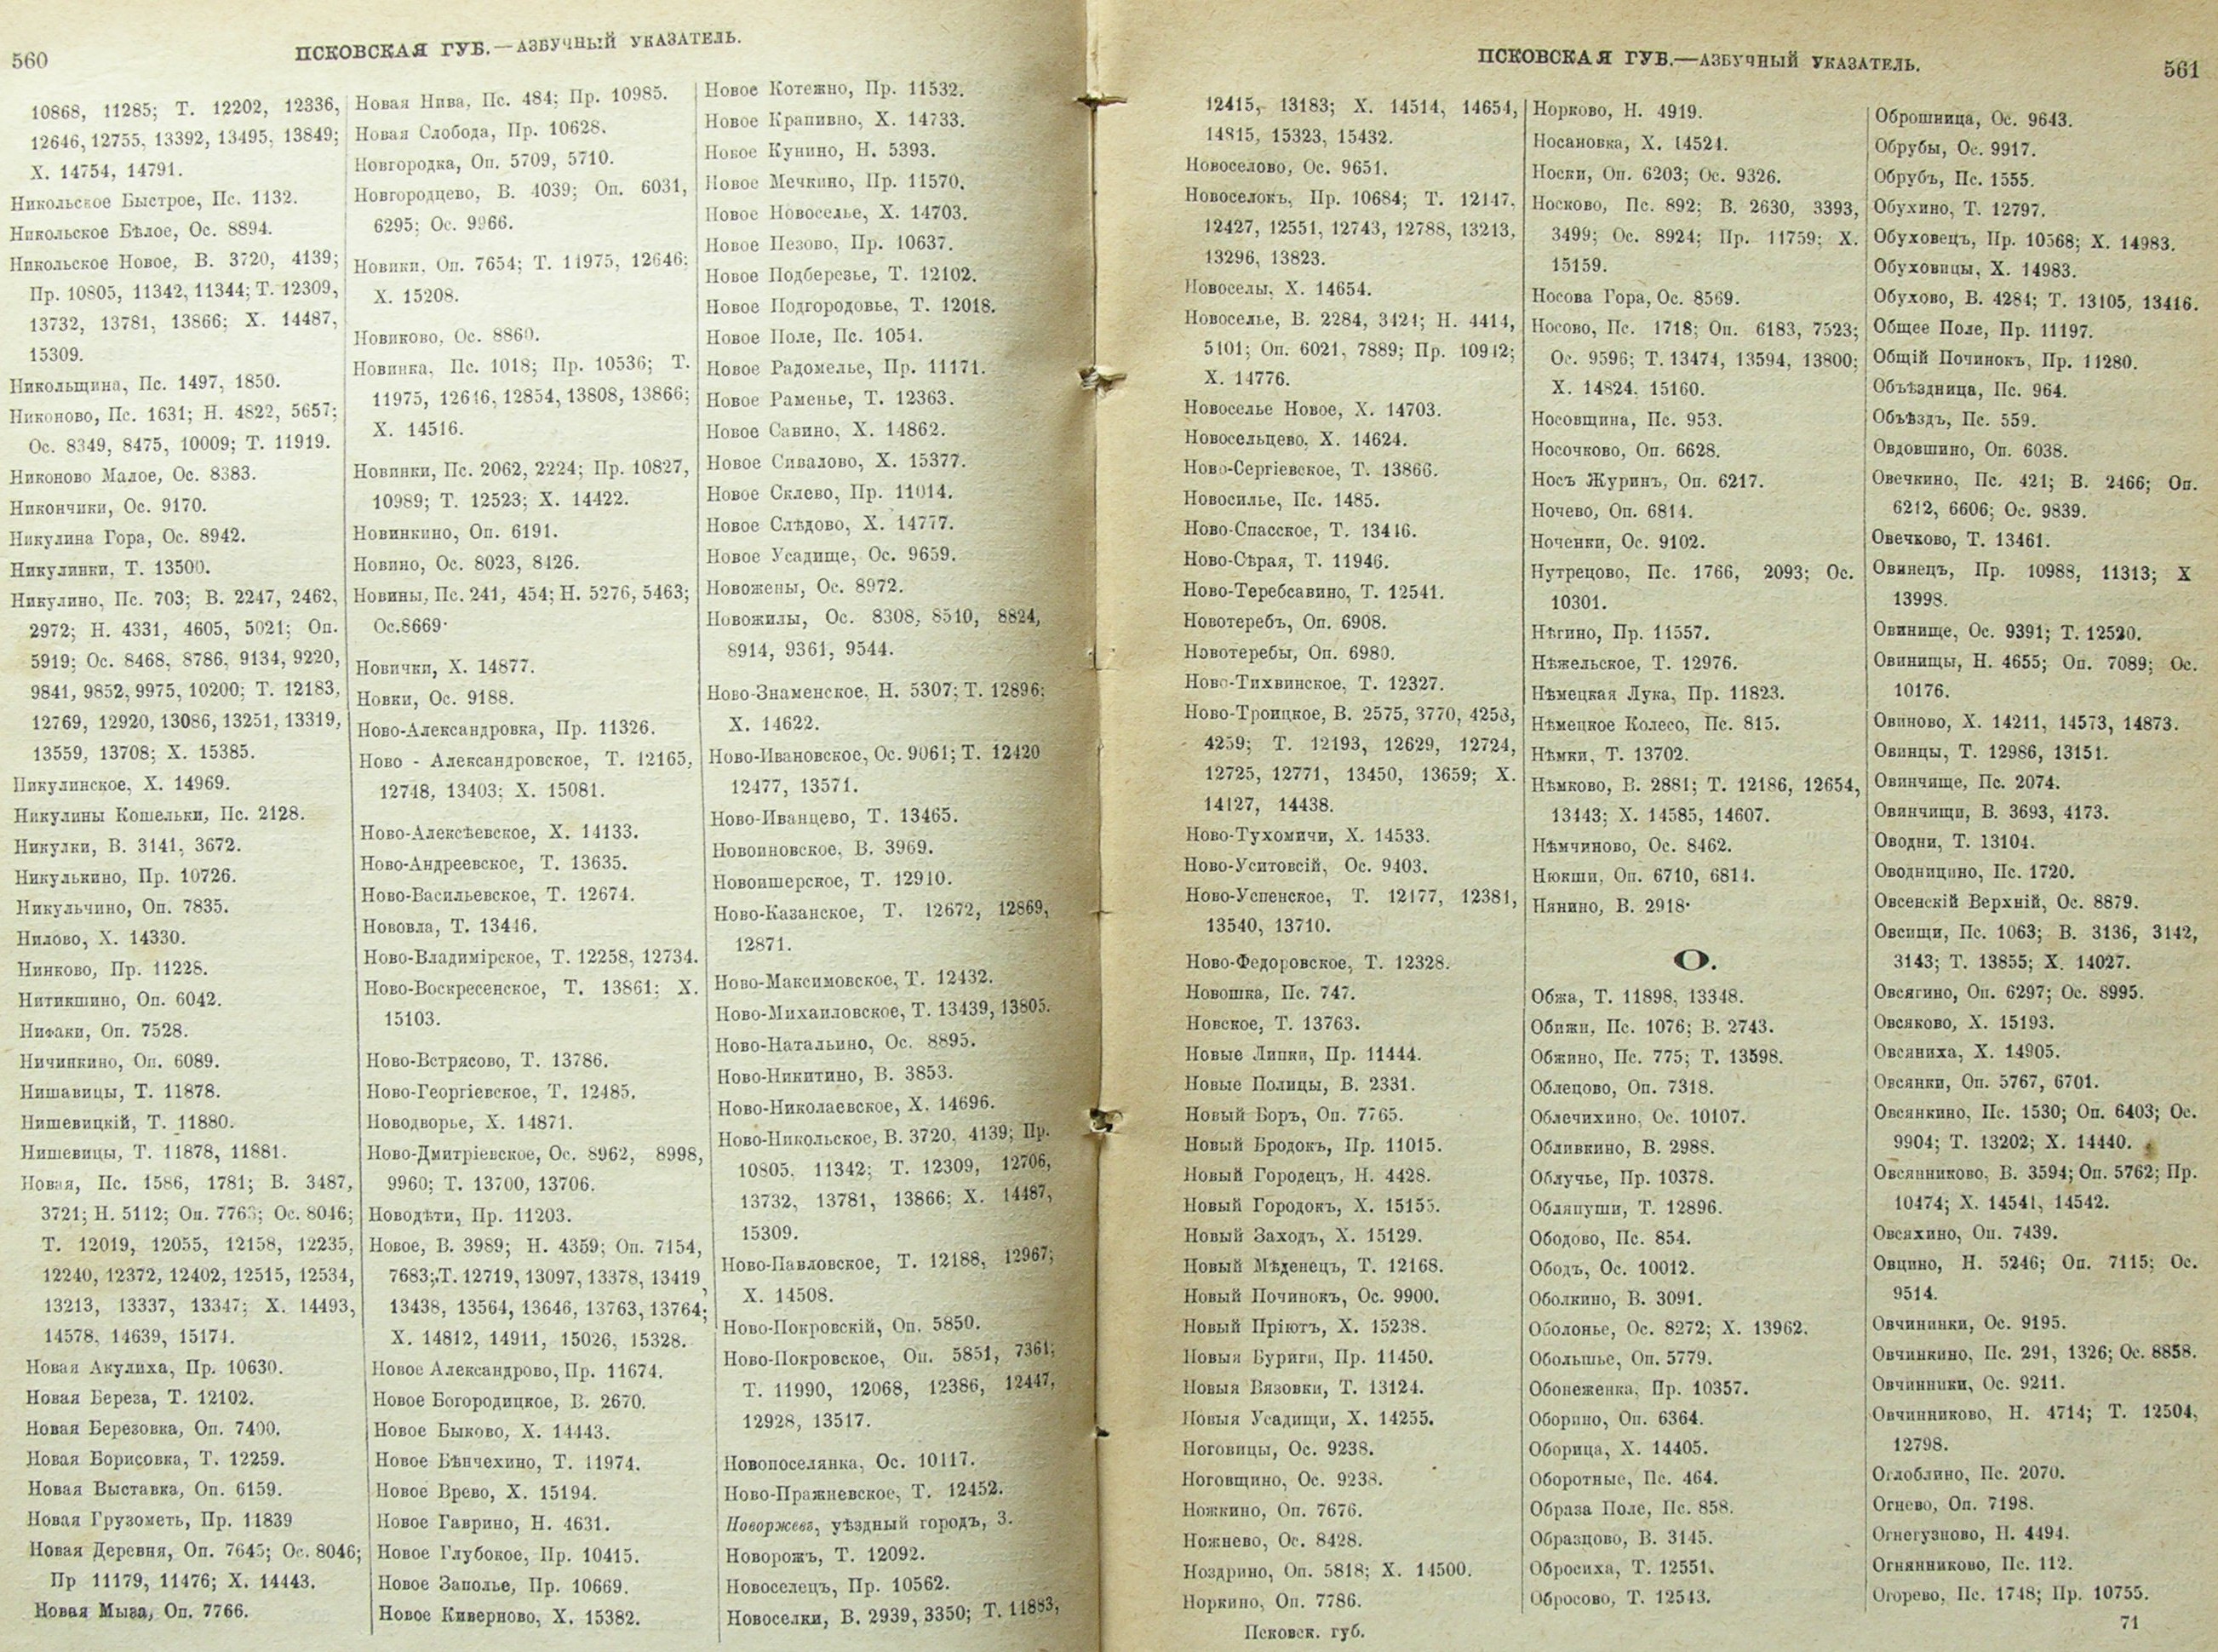 560
ПСКОВСКАЯ ГУБ.—АЗБУЧНЫЙ УКАЗАТЕЛЬ.
10868, 11285; Т. 12202, 12336,
12646, 12755, 13392, 13495, 13849;
Х. 14754, 14791.
Никольское Быстрое, Пс. 1132.
Никольское Бѣлое, Ос. 8894.
Никольское Новое, В. 3720, 4139;
Пр. 10805, 11342, 11344; Т. 12309,
13732, 13781, 13866; Х. 14487,
15309.
Никольщина, Пс. 1497, 1850.
Никоново, Пс. 1631; Н. 4822, 5657;
Ос. 8349, 8475, 10009; Т. 11919.
Никоново Малое, Ос. 8383.
Никончики, Ос. 9170.
Никулина Гора, Ос. 8942.
Никулинки, Т. 13500.
Никулино, Пс. 703; В. 2247, 2462,
2972; Н. 4331, 4605, 5021; Оп.
5919; Ос. 8468, 8786, 9134, 9220,
9841, 9852, 9975, 10200; Т. 12183,
12769, 12920, 13086, 13251, 13319,
13559, 13708; Х. 15385.
Никулинское, Х. 14969.
Никулины Кошельки, Пс. 2128.
Никулки, В. 3141, 3672.
Никулькино, Пр. 10726.
Никульчино, Оп. 7835.
Нилово, Х. 14330.
Нинково, Пр. 11228.
Нитикшино, Оп. 6042.
Нифаки, Оп. 7528.
Ничипкино, Оп. 6089.
Нишавицы, Т. 11878.
Нишевицкій, Т. 11880.
Нишевицы, Т. 11878, 11881.
Новая, Пс. 1586, 1781; В. 3487,
3721; Н. 5112; Оп. 7763; Ос. 8046;
Т. 12019, 12055, 12158, 12235,
12240, 12372, 12402, 12515, 12534,
13213, 13337, 13347; Х. 14493,
14578, 14639, 15174.
Новая Акулиха, Пр. 10630.
Новая Береза, Т. 12102.
Новая Березовка, Оп. 7400.
Новая Борисовка, Т. 12259.
Новая Выставка, Оп. 6159.
Новая Грузометь, Пр. 11839
Новая Деревня, Оп. 7645; Ос. 8046;
Пр 11179, 11476; Х. 14443.
Новая Мыза, Оп. 7766.
Новая Нива, Пс. 484; Пр. 10985.
Новая Слобода, Пр. 10628.
Новгородка, Оп. 5709, 5710.
Новгородцево, В. 4039; Оп. 6031,
6295; Ос. 9966.
Новики, Оп. 7654; Т. 11975, 12646;
Х. 15208.
Новиково, Ос. 8860.
Новинка, Пс. 1018; Пр. 10536; Т.
11975, 12646, 12854, 13808, 13866;
Х. 14516.
Новинки, Пс. 2062, 2224; Пр. 10827,
10989; Т. 12523; Х. 14422.
Новинкино, Оп. 6191.
Новино, Ос. 8023, 8426.
Новины, Пс. 241, 454; Н. 5276, 5463;
Ос.8669·
Новички, Х. 14877.
Новки, Ос. 9188.
Ново-Александровка, Пр. 11326.
Ново - Александровское, Т. 12165,
12748, 13403; Х. 15081.
Ново-Алексѣевское, Х. 14133.
Ново-Андреевское, Т. 13635.
Ново-Васильевское, Т. 12674.
Нововла, Т. 13446.
Ново-Владимірское, Т. 12258, 12734.
Ново-Воскресенское, Т. 13861; Х.
15103.
Ново-Встрясово, Т. 13786.
Ново-Георгіевское, Т. 12485.
Новодворье, Х. 14871.
Ново-Дмитріевское, Ос. 8962, 8998,
9960; Т. 13700, 13706.
Новодѣти, Пр. 11203.
Новое, В. 3989; Н. 4359; Оп. 7154,
7683;,Т. 12719, 13097, 13378, 13419,
13438, 13564, 13646, 13763, 13764;
Х. 14812, 14911, 15026, 15328.
Новое Александрово, Пр. 11674.
Новое Богородицкое, В. 2670.
Новое Быково, Х. 14443.
Новое Бѣнчехино, Т. 11974.
Новое Врево, Х. 15194.
Новое Гаврино, Н. 4631.
Новое Глубокое, Пр. 10415.
Новое Заполье, Пр. 10669.
Новое Киверново, Х. 15382.
Новое Котежно, Пр. 11532.
Новое Крапивно, Х. 14733.
Новое Кунино, Н. 5393.
Новое Мечкино, Пр. 11570.
Новое Новоселье, Х. 14703.
Новое Пезово, Пр. 10637.
Новое Подберезье, Т. 12102.
Новое Подгородовье, Т. 12018.
Новое Поле, Пс. 1054.
Новое Радомелье, Пр. 11171.
Новое Раменье, Т. 12363.
Новое Савино, Х. 14862.
Новое Сивалово, Х. 15377.
Новое Склево, Пр. 11014.
Новое Слѣдово, Х. 14777.
Новое Усадище, Ос. 9659.
Новожены, Ос. 8972.
Новожилы, Ос. 8308, 8510, 8824,
8914, 9361, 9544.
Ново-Знаменское, Н. 5307; Т. 12896;
Х. 14622.
Ново-Ивановское, Ос. 9061; Т. 12420
12477, 13571.
Ново-Иванцево, Т. 13465.
Новоиновское, В. 3969.
Новоишерское, Т. 12910.
Ново-Казанское, Т. 12672, 12869,
12871.
Ново-Максимовское, Т. 12432.
Ново-Михаиловское, Т. 13439, 13805.
Ново-Натальино, Ос. 8895.
Ново-Никитино, В. 3853.
Ново-Николаевское, Х. 14696.
Ново-Никольское, В. 3720, 4139; Пр.
10805, 11342; Т. 12309, 12706,
13732, 13781, 13866; Х. 14487,
15309.
Ново-Павловское, Т. 12188, 12967;
Х. 14508.
Ново-Покровскій, Оп. 5850.
Ново-Покровское, Оп. 5851, 7361;
Т. 11990, 12068, 12386, 12447,
12928, 13517.
Новопоселянка, Ос. 10117.
Ново-Пражневское, Т. 12452.
Новоржевъ, уѣздный городъ, 3.
Новорожъ, Т. 12092.
Новоселецъ, Пр. 10562.
Новоселки, В. 2939, 3350; Т. 11883,
ПСКОВСКАЯ ГУБ.—АЗБУЧНЫЙ УКАЗАТЕЛЬ.
561
12415, 13183; Х. 14514, 14654,
14815, 15323, 15432.
Новоселово, Ос. 9651.
Новоселокъ, Пр. 10684; Т. 12147,
12427, 12551, 12743, 12788, 13213,
13296, 13823.
Новоселы, Х. 14654.
Новоселье, В. 2284, 3421; Н. 4414,
5101; Оп. 6021, 7889; Пр. 10912;
Х. 14776.
Новоселье Новое, Х. 14703.
Новосельцево, Х. 14624.
Ново-Сергіевское, Т. 13866.
Новосилье, Пс. 1485.
Ново-Спасское, Т. 13416.
Ново-Сѣрая, Т. 11946.
Ново-Теребсавино, Т. 12541.
Новотеребъ, Оп. 6908.
Новотеребы, Оп. 6980.
Ново-Тихвинское, Т. 12327.
Ново-Троицкое, В. 2575, 3770, 4253,
4259; Т. 12193, 12629, 12724,
12725, 12771, 13450, 13659; Х.
14127, 14438.
Ново-Тухомичи, Х. 14533.
Ново-Уситовсій, Ос. 9403.
Ново-Успенское, Т. 12177, 12381,
13540, 13710.
Ново-Федоровское, Т. 12328.
Новошка, Пс. 747.
Новское, Т. 13763.
Новые Липки, Пр. 11444.
Новые Полицы, В. 2331.
Новый Боръ, Оп. 7765.
Новый Бродокъ, Пр. 11015.
Новый Городецъ, Н. 4428.
Новый Городокъ, Х. 15155.
Новый Заходъ, Х. 15129.
Новый Мѣденецъ, Т. 12168.
Новый Починокъ, Ос. 9900.
Новый Пріютъ, Х. 15238.
Новыя Буриги, Пр. 11450.
Новыя Вязовки, Т. 13124.
Новыя Усадищи, Х. 14255.
Ноговицы, Ос. 9238.
Ноговщино, Ос. 9238.
Ножкино, Оп. 7676.
Ножнево, Ос. 8428.
Ноздрино, Оп. 5818; Х. 14500.
Норкино, Оп. 7786.
Норково, Н. 4919.
Носановка, Х. 14524.
Носки, Оп. 6203; Ос. 9326.
Носково, Пс. 892; В. 2630, 3393,
3499; Ос. 8924; Пр. 11759; Х.
15159.
Носова Гора, Ос. 8569.
Носово, Пс. 1718; Оп. 6183, 7523;
Ос. 9596; Т. 13474, 13594, 13800;
Х. 14824, 15160.
Носовщина, Пс. 953.
Носочково, Оп. 6628.
Носъ Журинъ, Оп. 6217.
Ночево, Оп. 6814.
Ноченки, Ос. 9102.
Нутрецово, Пс. 1766, 2093; Ос.
10301.
Нѣгино, Пр. 11557.
Нѣжельское, Т. 12976.
Нѣмецкая Лука, Пр. 11823.
Нѣмецкое Колесо, Пс. 815.
Нѣмки, Т. 13702.
Нѣмково, В. 2881; Т. 12186, 12654,
13443; Х. 14585, 14607.
Нѣмчиново, Ос. 8462.
Нюкши, Оп. 6710, 6814.
Нянино, В. 2918·
О.
Обжа, Т. 11898, 13348.
Обижи, Пс. 1076; В. 2743.
Обжино, Пс. 775; Т. 13598.
Облецово, Оп. 7318.
Облечихино, Ос. 10107.
Обливкино, В. 2988.
Облучье, Пр. 10378.
Обляпуши, Т. 12896.
Ободово, Пс. 854.
Ободъ, Ос. 10012.
Оболкино, В. 3091.
Оболонье, Ос. 8272; Х. 13962.
Обольшье, Оп. 5779.
Обонеженка, Пр. 10357.
Оборино, Оп. 6364.
Оборица, Х. 14405.
Оборотные, Пс. 464.
Образа Поле, Пс. 858.
Образцово, В. 3145.
Обросиха, Т. 12551.
Обросово, Т. 12543.
Оброшница, Ос. 9643.
Обрубы, Ос. 9917.
Обрубъ, Пс. 1555.
Обухино, Т. 12797.
Обуховецъ, Пр. 10568; Х. 14983.
Обуховицы, Х. 14983.
Обухово, В. 4284; Т. 13105, 13416.
Общее Поле, Пр. 11197.
Общій Починокъ, Пр. 11280.
Объѣздница, Пс. 964.
Объѣздъ, Пс. 559.
Овдовшино, Оп. 6038.
Овечкино, Пс. 421; В. 2466; Оп.
6212, 6606; Ос. 9839.
Овечково, Т. 13461.
Овинецъ, Пр. 10988, 11313; Х
13998.
Овинище, Ос. 9391; Т. 12520.
Овинищы, Н. 4655; Оп. 7089; Ос.
10176.
Овиново, Х. 14211, 14573, 14873.
Овинцы, Т. 12986, 13151.
Овинчище, Пс. 2074.
Овинчищи, В. 3693, 4173.
Оводни, Т. 13104.
Оводницино, Пс. 1720.
Овсенскій Верхній, Ос. 8879.
Овсищи, Пс. 1063; В. 3136, 3142,
3143; Т. 13855; Х. 14027.
Овсягино, Оп. 6297; Ос. 8995.
Овсяково, Х. 15193.
Овсяниха, Х. 14905.
Овсянки, Оп. 5767, 6701.
Овсянкино, Пс. 1530; Оп. 6403; Ос.
9904; Т. 13202; Х. 14440.
Овсянниково, В. 3594; Оп. 5762; Пр.
10474; Х. 14541, 14542.
Овсяхино, Оп. 7439.
Овцино, Н. 5246; Оп. 7115; Ос.
9514.
Овчининки, Ос. 9195.
Овчинкино, Пс. 291, 1326; Ос. 8858.
Овчинники, Ос. 9211.
Овчинниково, Н. 4714; Т. 12504,
12798.
Оглоблино, Пс. 2070.
Огнево, Оп. 7198.
Огнегузново, Н. 4494.
Огнянниково, Пс. 112.
Огорево, Пс. 1748; Пр. 10755.
Псковск. губ.
71